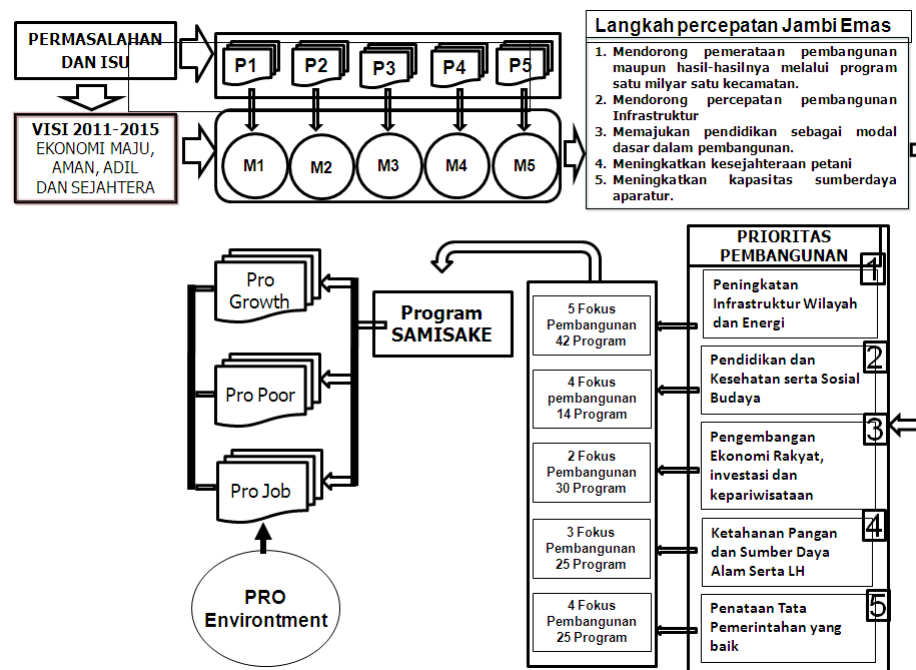 PERMASALAHAN
DAN ISU
P1
P2
P3
P4
P5
VISI 2011-2015
EKONOMI MAJU,
AMAN, ADIL
DAN SEJAHTERA
M1
M2
M3
M4
M5
Langkah percepatan Jambi Emas
1. Mendorong pemerataan pembangunan
maupun hasil-hasilnya melalui program
satu milyar satu kecamatan.
2. Mendorong percepatan pembangunan
Infrastruktur
3. Memajukan pendidikan sebagai modal
dasar dalam pembangunan.
4. Meningkatkan kesejahteraan petani
5. Meningkatkan kapasitas sumberdaya
aparatur.
PRIORITAS
PEMBANGUNAN
1
Peningkatan
Infrastruktur Wilayah
dan Energi
2
Pendidikan dan
Kesehatan serta Sosial
Budaya
3
Pengembangan
Ekonomi Rakyat,
investasi dan
kepariwisataan
4
Ketahanan Pangan
dan Sumber Daya
Alam Serta LH
5
Penataan Tata
Pemerintahan yang
baik
5 Fokus
Pembangunan
42 Program
4 Fokus
pembangunan
14 Program
2 Fokus
Pembangunan
30 Program
3 Fokus
Pembangunan
25 Program
4 Fokus
Pembangunan
25 Program
Program
SAMISAKE
Pro
Growth
Pro Poor
Pro Job
PRO
Environtment